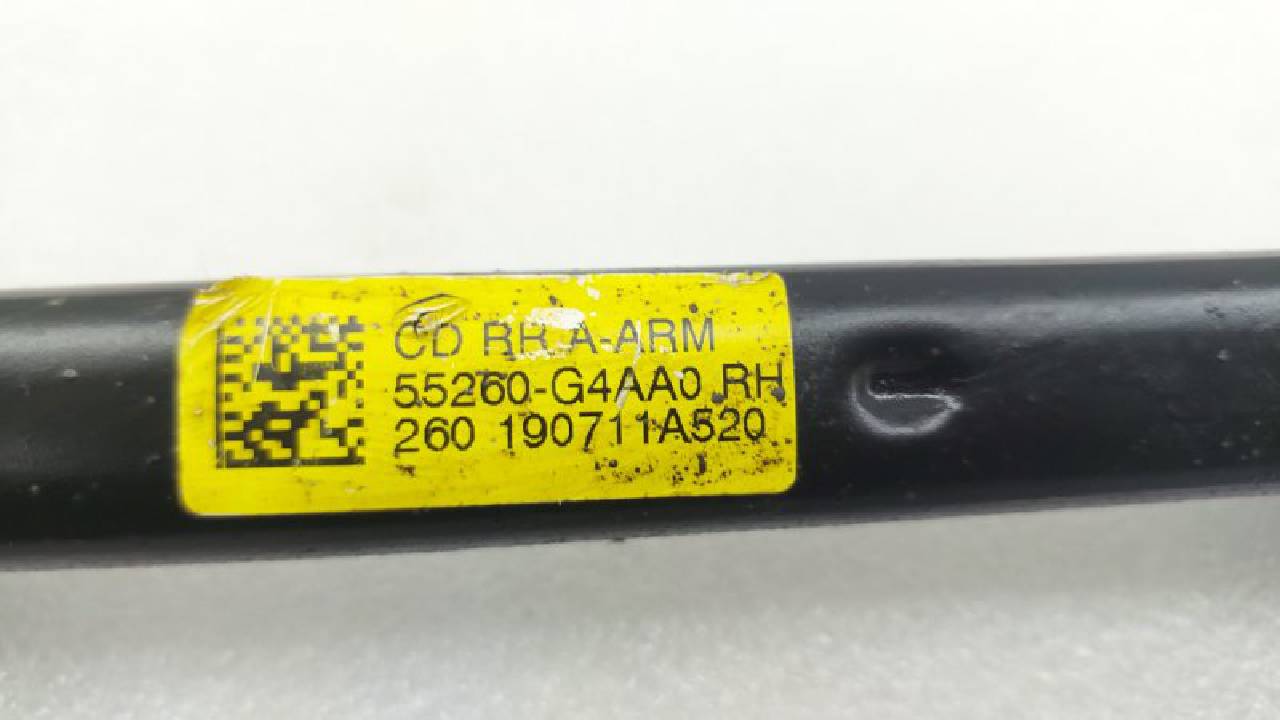 CD RR A-ARM
55260-G4AA0 RH
260 190711A520